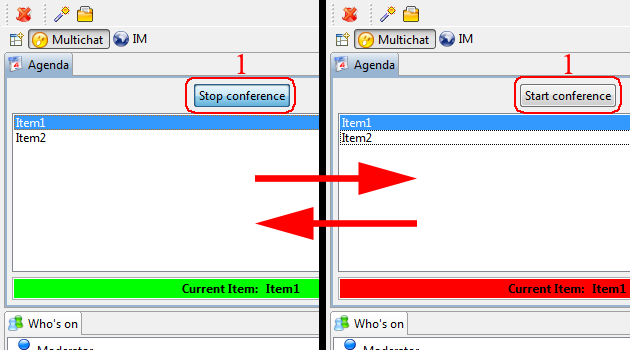 Multichat IM
Agenda
1
Stop conference
Item1
Item2
Current Item: Item1
Who's on
Moderator
Multichat IM
Agenda
1
Start conference
Item1
Item2
Current Item: Item1
Who's on
Moderator